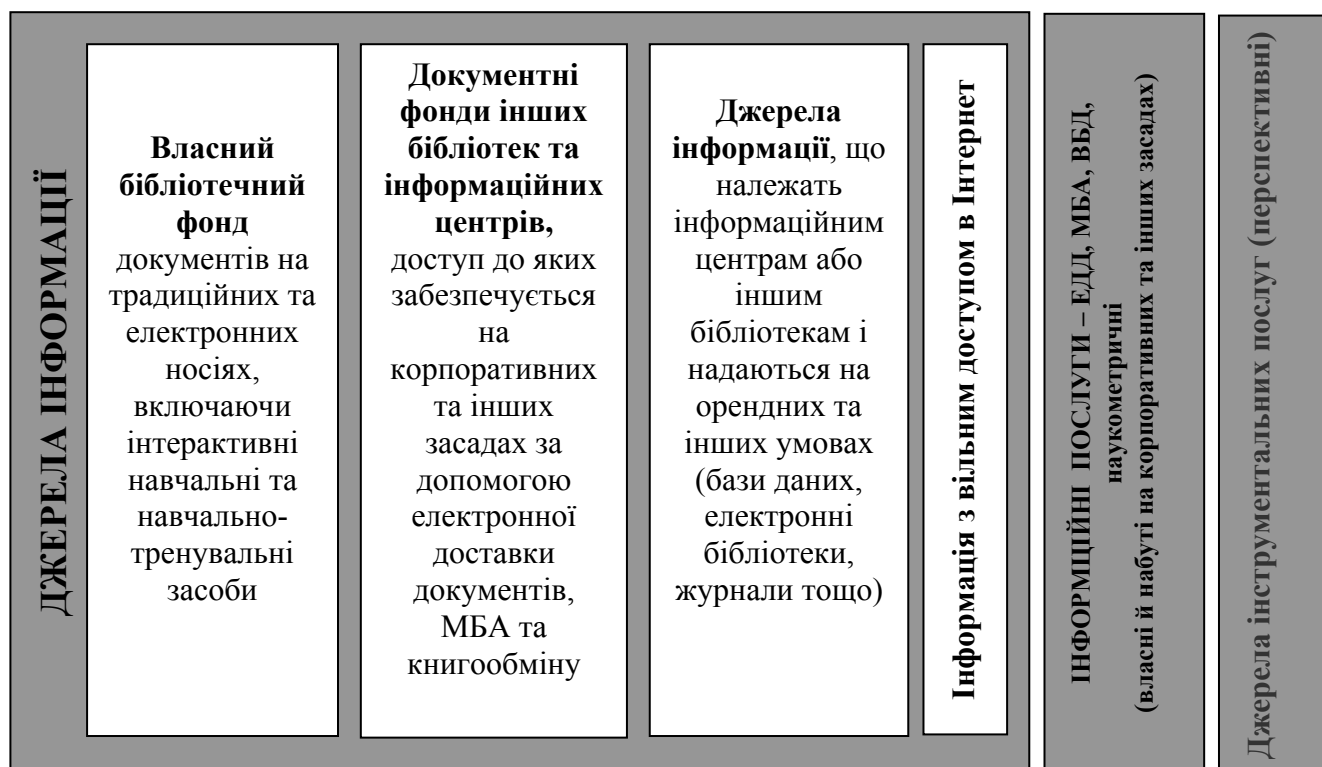 ДЖЕРЕЛА ІНФОРМАЦІЇ
Власний
бібліотечний
фонд
документів на
традиційних та
електронних
носіях,
включаючи
інтерактивні
навчальні та
навчально-
тренувальні
засоби
Документні
фонди інших
бібліотек та
інформаційних
центрів,
доступ до яких
забезпечується
на
корпоративних
та інших
засадах за
допомогою
електронної
доставки
документів,
МБА та
книгообміну
Джерела
інформації, що
належать
інформаційним
центрам або
іншим
бібліотекам і
надаються на
орендних та
інших умовах
(бази даних,
електронні
бібліотеки,
журнали тощо)
Інформація з вільним доступом в Інтернет
ІНФОРМЦІЙНІ ПОСЛУГИ – ЕДД, МБА, ВБД,
наукометричні
(власні й набуті на корпоративних та інших засадах)
Джерела інструментальних послуг (перспективні)